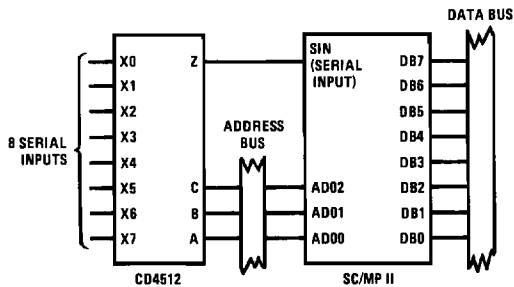 DATA BUS
X0
X1
X2
X3
X4
X5
X6
X7
8 SERIAL
INPUTS
Z
C
B
A
CD4512
ADDRESS
BUS
SIN
(SERIAL
INPUT)
AD02
AD01
AD00
DB7
DB6
DB5
DB4
DB3
DB2
DB1
DB0
SC/MP II